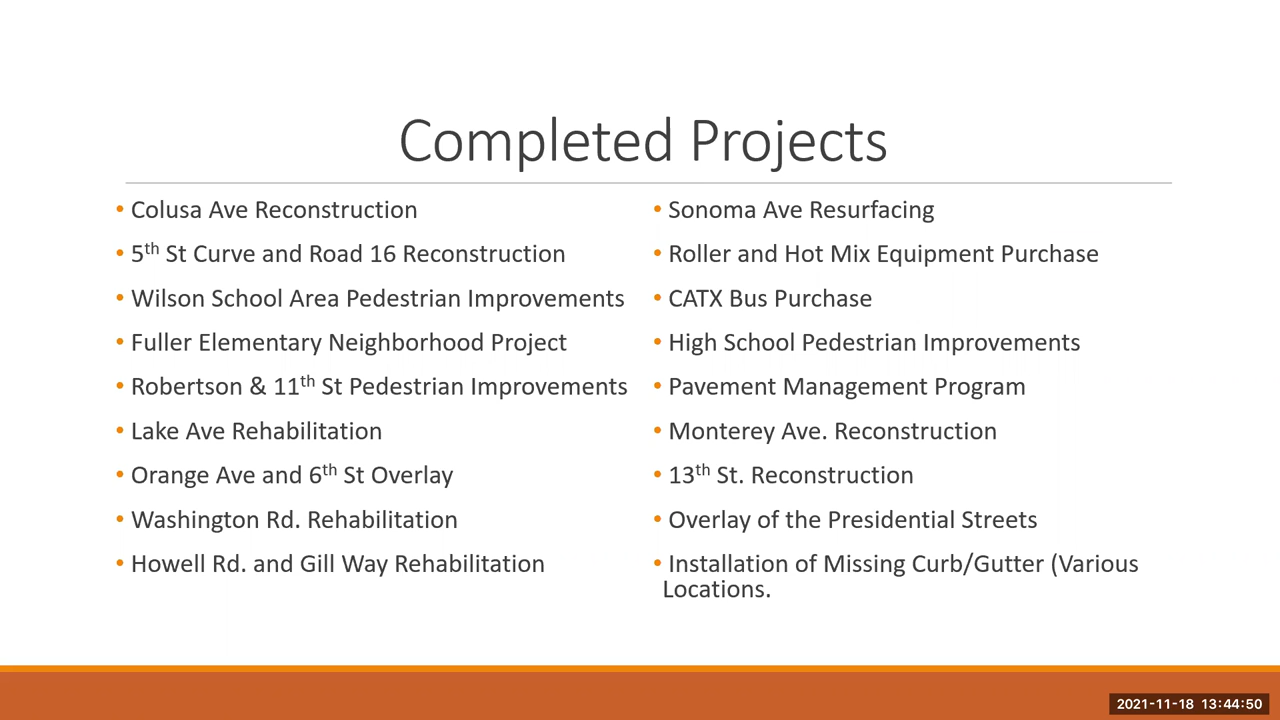 Completed Projects
• Colusa Ave Reconstruction
• 5th St Curve and Road 16 Reconstruction
• Wilson School Area Pedestrian Improvements
• Fuller Elementary Neighborhood Project
• Robertson & 11th St Pedestrian Improvements
• Lake Ave Rehabilitation
• Orange Ave and 6th St Overlay
• Washington Rd. Rehabilitation
• Howell Rd. and Gill Way Rehabilitation
• Sonoma Ave Resurfacing
• Roller and Hot Mix Equipment Purchase
• CATX Bus Purchase
• High School Pedestrian Improvements
• Pavement Management Program
• Monterey Ave. Reconstruction
• 13th St. Reconstruction
• Overlay of the Presidential Streets
• Installation of Missing Curb/Gutter (Various
Locations.
2021-11-18 13:44:50